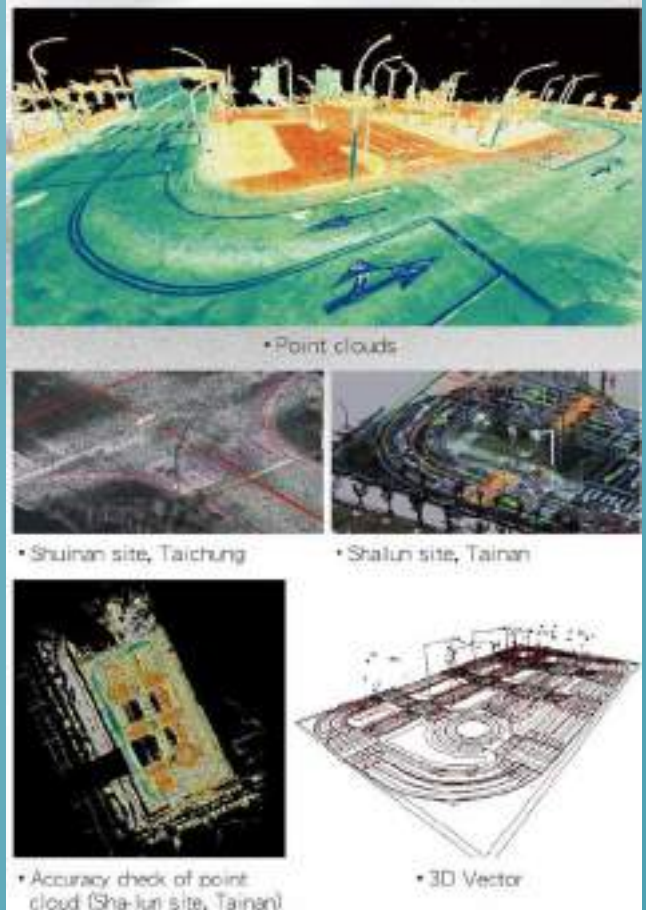 • Point clouds
• Shuinan site, Taichung
• Shalun site, Tainan
• Accuracy check of point
cloud (Sha-lun site, Tainan)
• 3D Vector